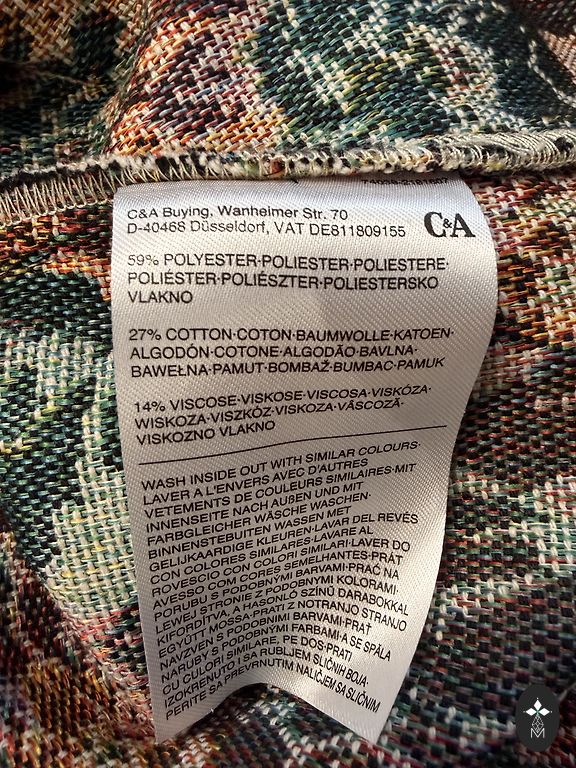 C&A Buying, Wanheimer Str. 70
D-40468 Düsseldorf, VAT DE811809155
C&A
59% POLYESTER·POLIESTER·POLIESTERE·
POLIÉSTER·POLIÉSZTER·POLIESTERSKO
VLAKNO
27% COTTON·COTON·BAUMWOLLE·KATOEN·
ALGODÓN·COTONE·ALGODÃO·BAVLNA·
BAWEŁNA·PAMUT·BOMBAŽ·BUMBAC·PAMUK
14% VISCOSE·VISKOSE·VISCOSA·VISKÓZA·
WISKOZA·VISZKÓZ·VISKOZA·VÂSCOZĂ·
VISKOZNO VLAKNO
WASH INSIDE OUT WITH SIMILAR COLOURS·
LAVER A L'ENVERS AVEC D'AUTRES
VETEMENTS DE COULEURS SIMILAIRES·MIT
INNENSEITE NACH AUßEN UND MIT
FARBGLEICHER WÄSCHE WASCHEN·
BINNENSTEBUITEN WASSEN MET
GELIJKAARDIGE KLEUREN·LAVAR DEL REVÉS
CON COLORES SIMILARES·LAVARE AL
ROVESCIO CON COLORI SIMILARI·LAVER DO
AVESSO COM CORES SEMELHANTES·PRÁT
DORUBU S PODOBNÝMI BARVAMI·PRAĆ NA
LEWEJ STRONIE Z PODOBNYMI KOLORAMI·
KIFORDÍTVA, A HASONLÓ SZÍNŰ DARABOKKAL
EGYÜTT MOSSA·PRATI Z NOTRANJO STRANJO
NAVZVEN S PODOBNIMI BARVAMI·PRAŤ
NARUBY S PODOBNÝMI FARBAMI·A SE SPĂLA
CU CULORI SIMILARE, PE DOS·PRATI
IZOKRENUTO I SA RUBLJEM SLIČNIH BOJA·
PERITE SA PREVRNUTIM NALIČJEM SA SLIČNIM